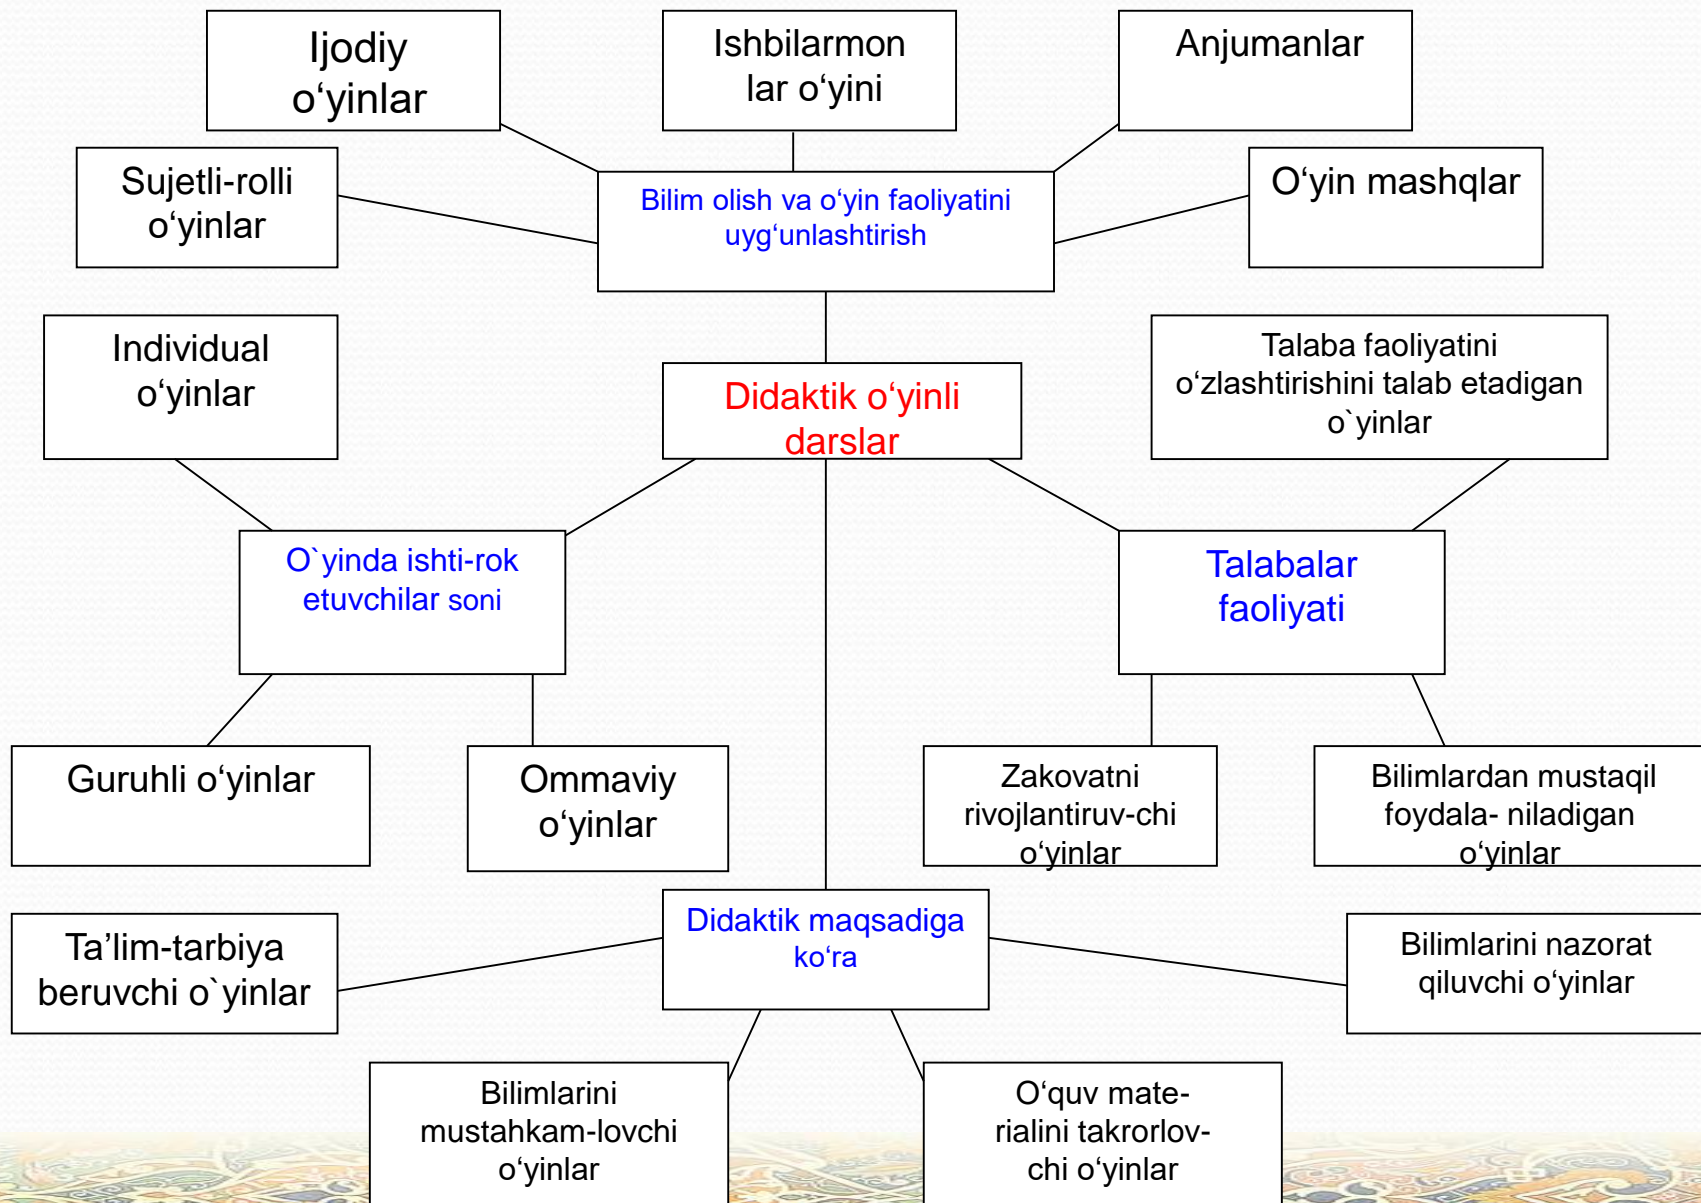 Ijodiy
o‘yinlar
Ishbilarmon
lar o‘yini
Anjumanlar
Sujetli-rolli
o‘yinlar
Bilim olish va o‘yin faoliyatini
uyg‘unlashtirish
O‘yin mashqlar
Individual
o‘yinlar
Didaktik o‘yinli
darslar
Talaba faoliyatini
o‘zlashtirishini talab etadigan
o`yinlar
O`yinda ishti-rok
etuvchilar soni
Talabalar
faoliyati
Guruhli o‘yinlar
Ommaviy
o‘yinlar
Zakovatni
rivojlantiruv-chi
o‘yinlar
Bilimlardan mustaqil
foydala- niladigan
o‘yinlar
Didaktik maqsadiga
ko‘ra
Ta’lim-tarbiya
beruvchi o`yinlar
Bilimlarini nazorat
qiluvchi o‘yinlar
Bilimlarini
mustahkam-lovchi
o‘yinlar
O‘quv mate-
rialini takrorlov-
chi o‘yinlar